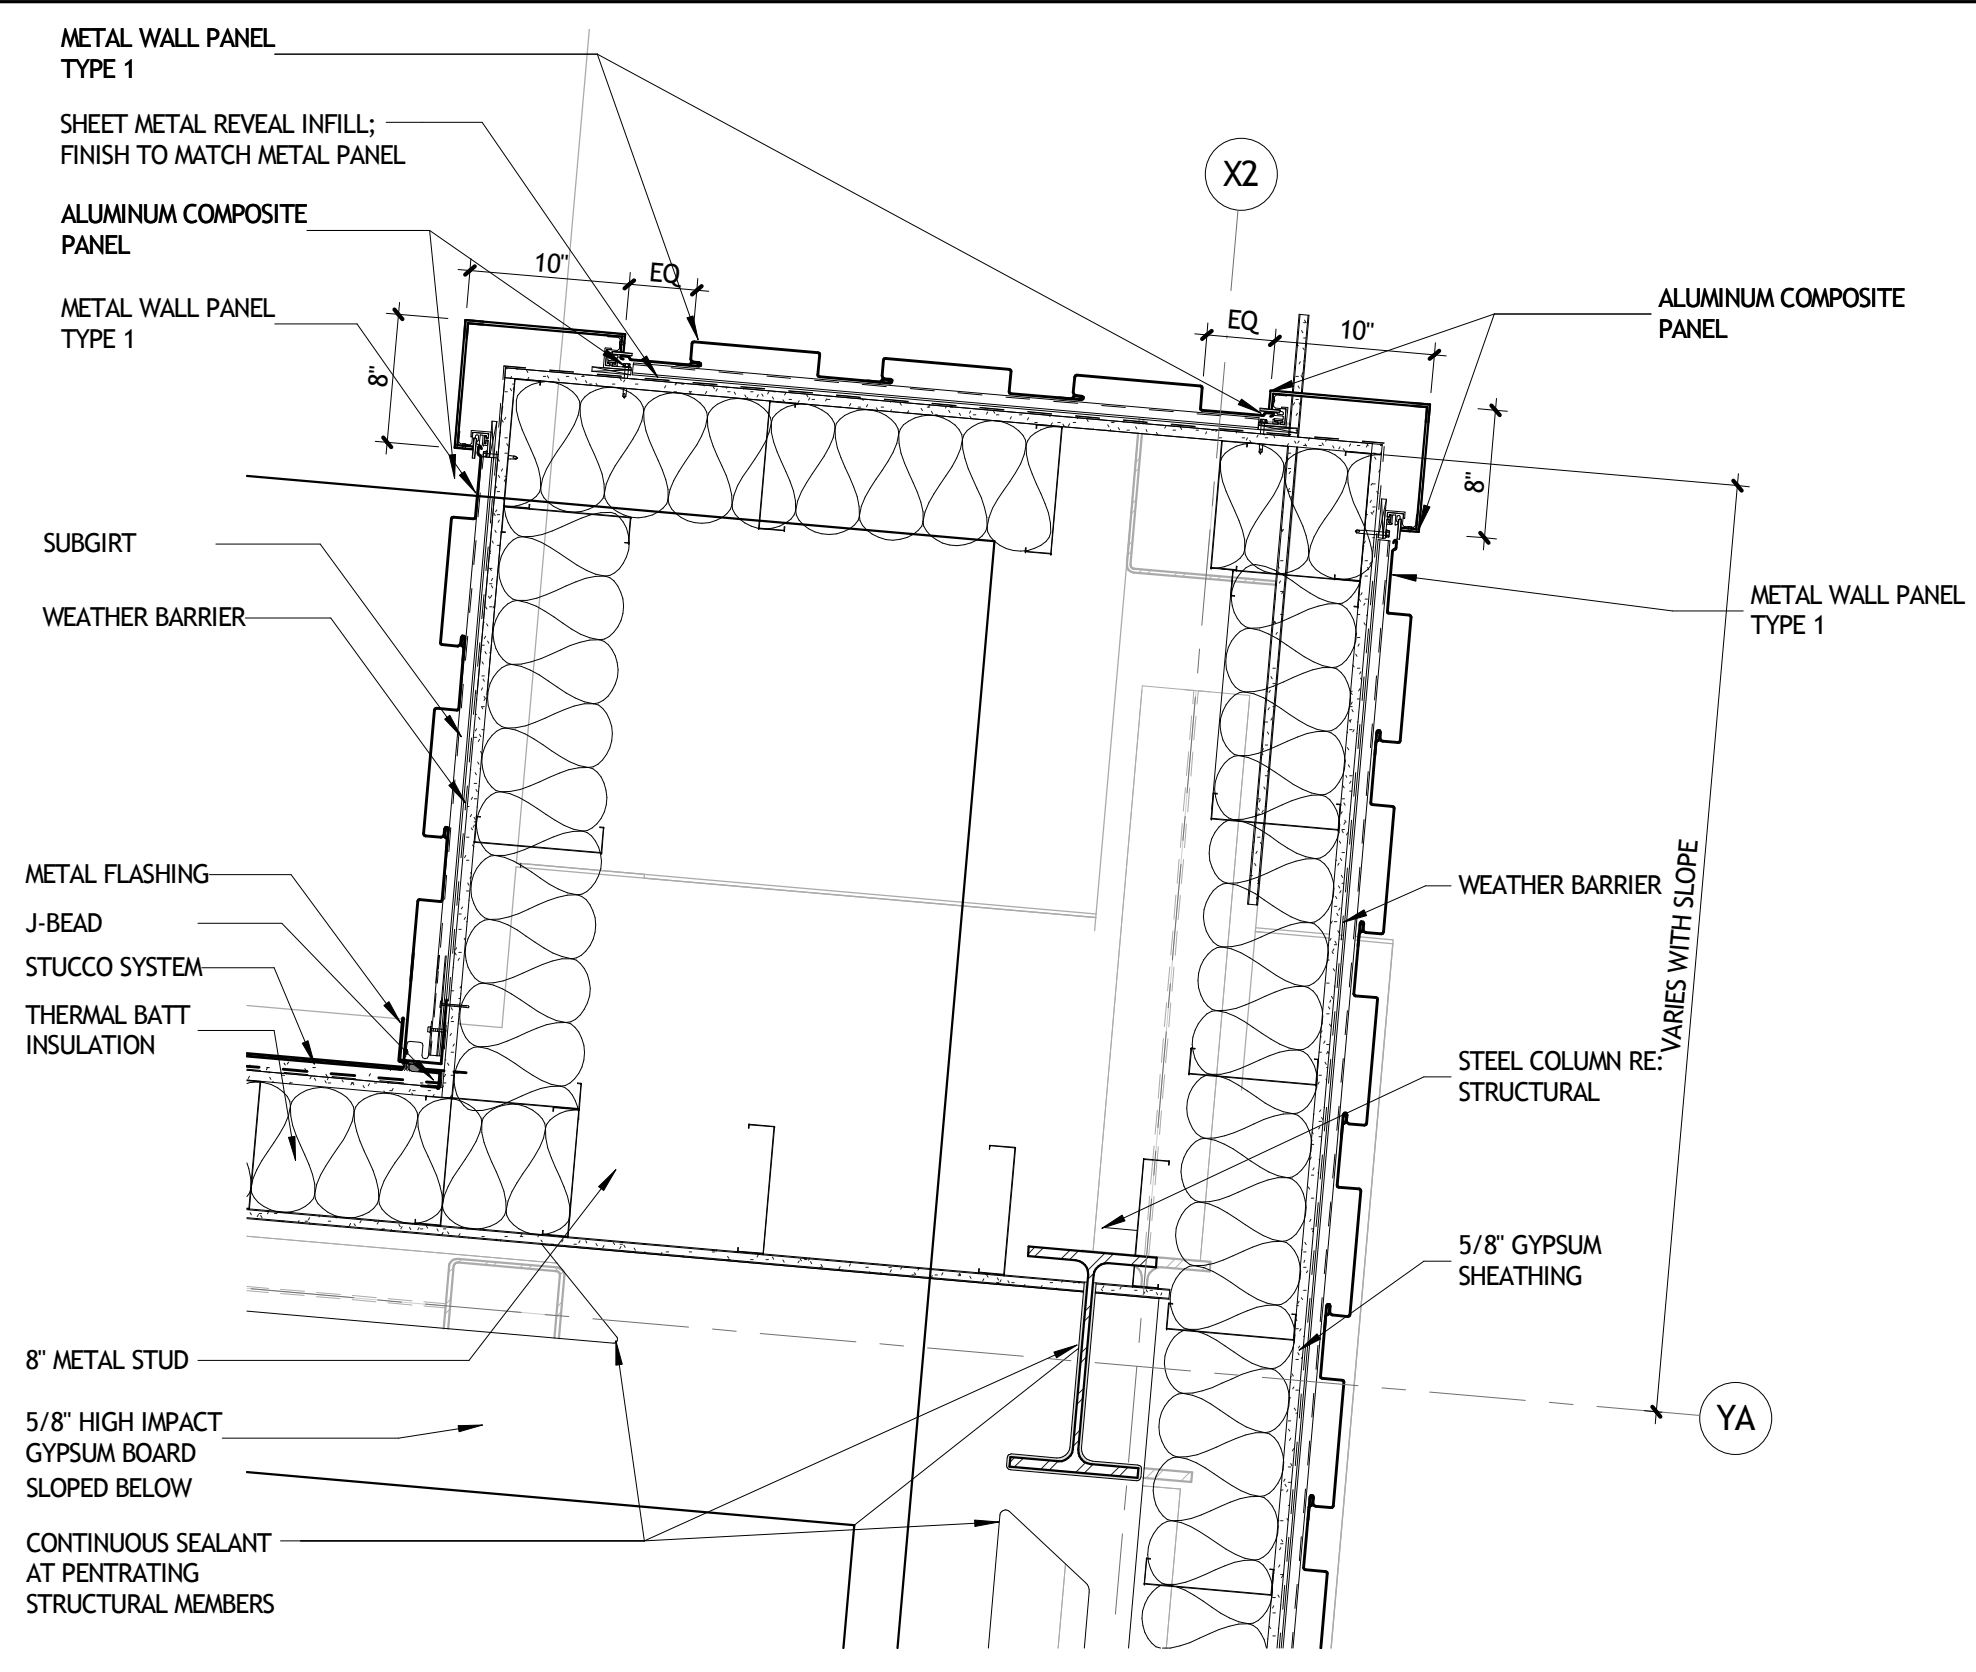 METAL WALL PANEL
TYPE 1
SHEET METAL REVEAL INFILL;
FINISH TO MATCH METAL PANEL
ALUMINUM COMPOSITE
PANEL
METAL WALL PANEL
TYPE 1
SUBGIRT
WEATHER BARRIER
METAL FLASHING
J-BEAD
STUCCO SYSTEM
THERMAL BATT
INSULATION
8" METAL STUD
5/8" HIGH IMPACT
GYPSUM BOARD
SLOPED BELOW
CONTINUOUS SEALANT
AT PENTRATING
STRUCTURAL MEMBERS
10"
EQ
8"
X2
EQ
10"
8"
ALUMINUM COMPOSITE
PANEL
METAL WALL PANEL
TYPE 1
WEATHER BARRIER
VARIES WITH SLOPE
STEEL COLUMN RE:
STRUCTURAL
5/8" GYPSUM
SHEATHING
YA